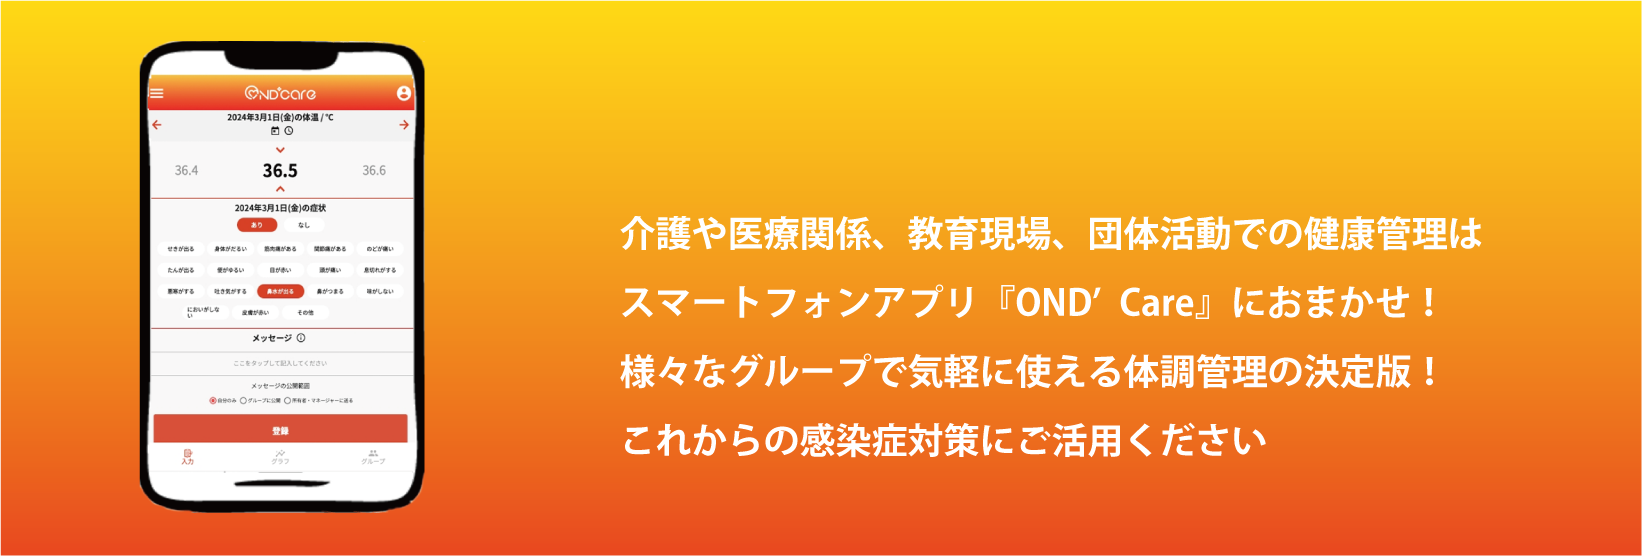 OND'care
2024年3月1日(金)の体温 / ℃
36.4 36.5 36.6
2024年3月1日(金)の症状
あり なし
せきが出る 身体がだるい 筋肉痛がある 関節痛がある のどが痛い
たんが出る 便がゆるい 目が赤い 頭が痛い 息切れがする
悪寒がする 吐き気がする 鼻水が出る 鼻がつまる 味がしない
においがしな
い 皮膚が赤い その他
メッセージ
ここをタップして記入してください
メッセージの公開範囲
自分のみ グループに公開 所有者・マネージャーに送る
登録
入力 グラフ グループ
介護や医療関係、教育現場、団体活動での健康管理は
スマートフォンアプリ『OND’Care』におまかせ！
様々なグループで気軽に使える体調管理の決定版！
これからの感染症対策にご活用ください